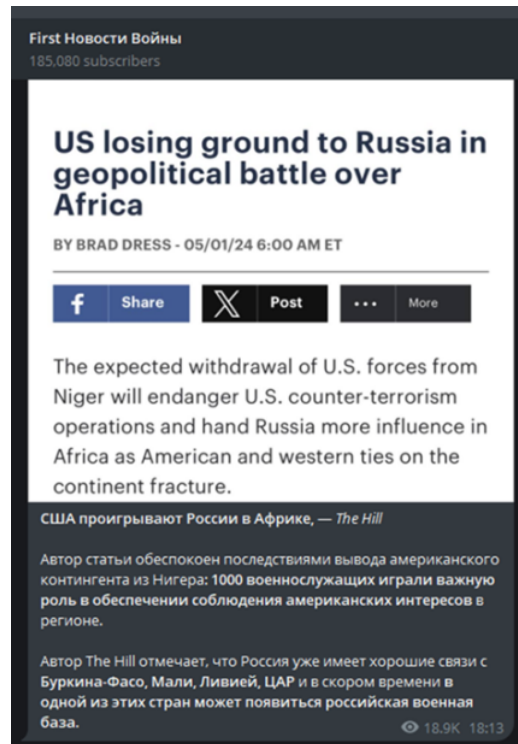 First Новости Войны
185,080 subscribers
US losing ground to Russia in
geopolitical battle over
Africa
BY BRAD DRESS - 05/01/24 6:00 AM ET
f Share X Post ... More
The expected withdrawal of U.S. forces from
Niger will endanger U.S. counter-terrorism
operations and hand Russia more influence in
Africa as American and western ties on the
continent fracture.
США проигрывают России в Африке, — The Hill
Автор статьи обеспокоен последствиями вывода американского
контингента из Нигера: 1000 военнослужащих играли важную
роль в обеспечении соблюдения американских интересов в
регионе.
Автор The Hill отмечает, что Россия уже имеет хорошие связи с
Буркина-Фасо, Мали, Ливией, ЦАР и в скором времени в
одной из этих стран может появиться российская военная
база.
18.9K 18:13